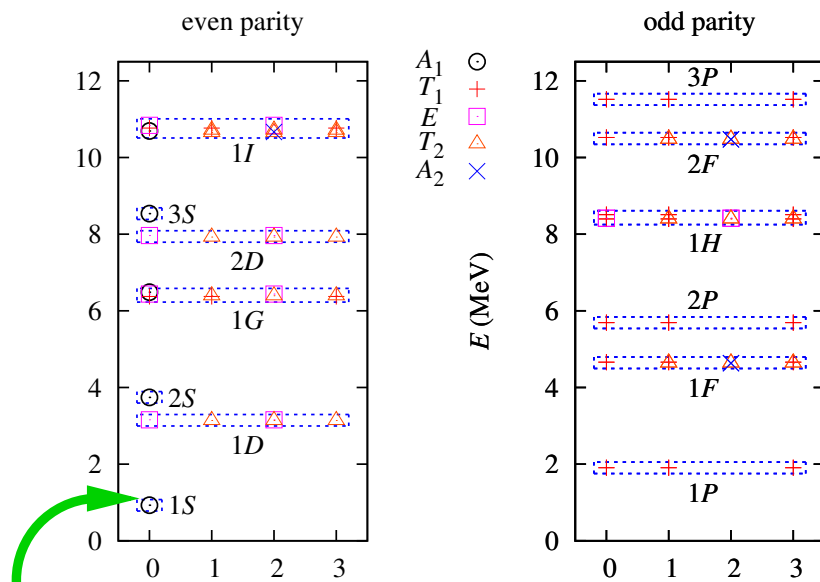 even parity
odd parity
A1
T1
E
T2
A2
12
10
8
6
4
2
0
1I
3S
2D
1G
2S
1D
1S
0 1 2 3
E (MeV)
12
10
8
6
4
2
0
3P
2F
1H
2P
1F
1P
0 1 2 3